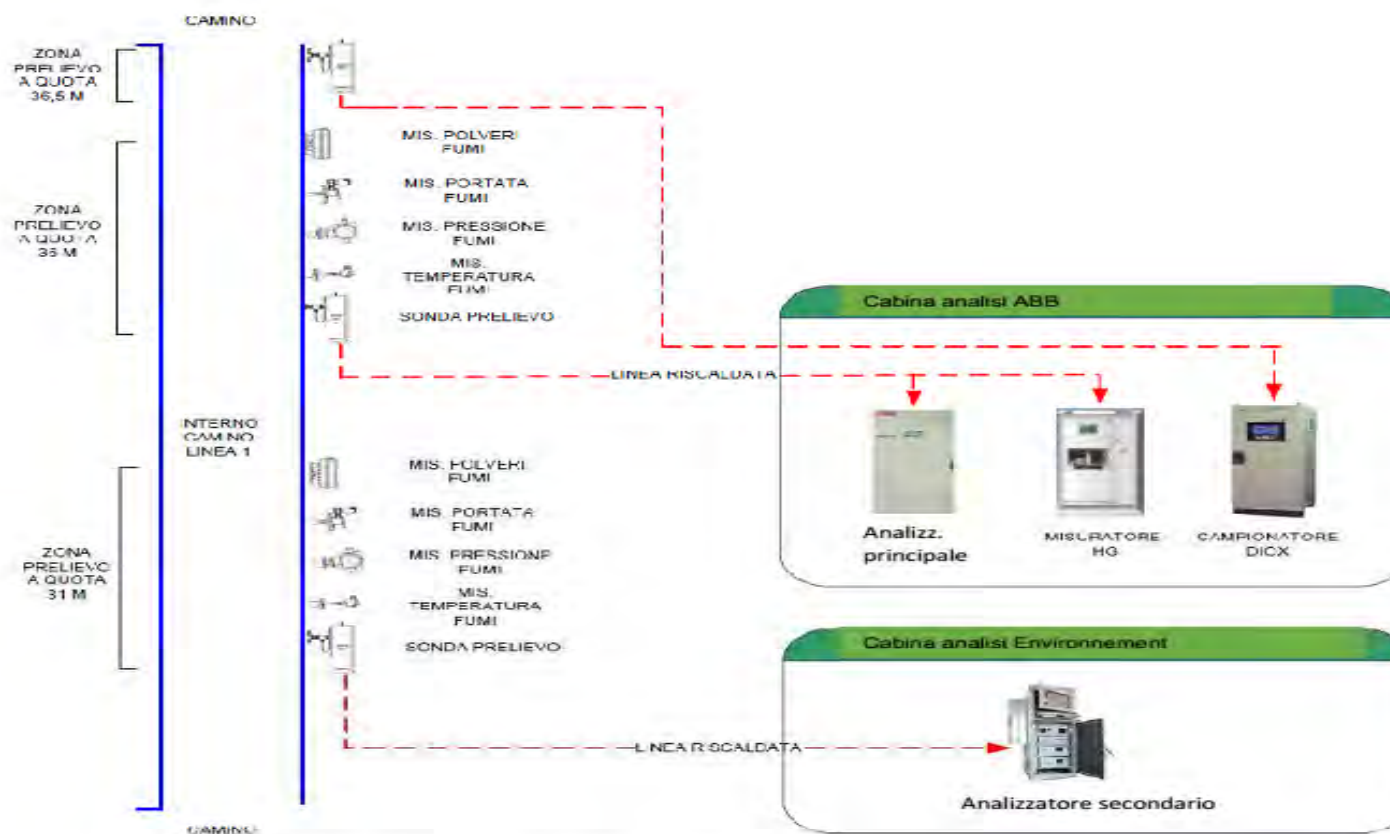 CAMINO
ZONA
PRELIEVO
A QUOTA
36,5 M
MIS. POLVERI
FUMI
MIS. PORTATA
FUMI
ZONA
PRELIEVO
A QUOTA
35 M
MIS. PRESSIONE
FUMI
MIS.
TEMPERATURA
FUMI
SONDA PRELIEVO
Cabina analisi ABB
LINEA RISCALDATA
INTERNO
CAMINO
LINEA 1
Analizz.
principale
MISURATORE
HG
CAMPIONATORE
MIS. POLVERI
FUMI
MIS. PORTATA
FUMI
ZONA
PRELIEVO
A QUOTA
31 M
MIS. PRESSIONE
FUMI
MIS.
TEMPERATURA
FUMI
SONDA PRELIEVO
Cabina analisi Environnement
LINEA RISCALDATA
Analizzatore secondario
CAMINO